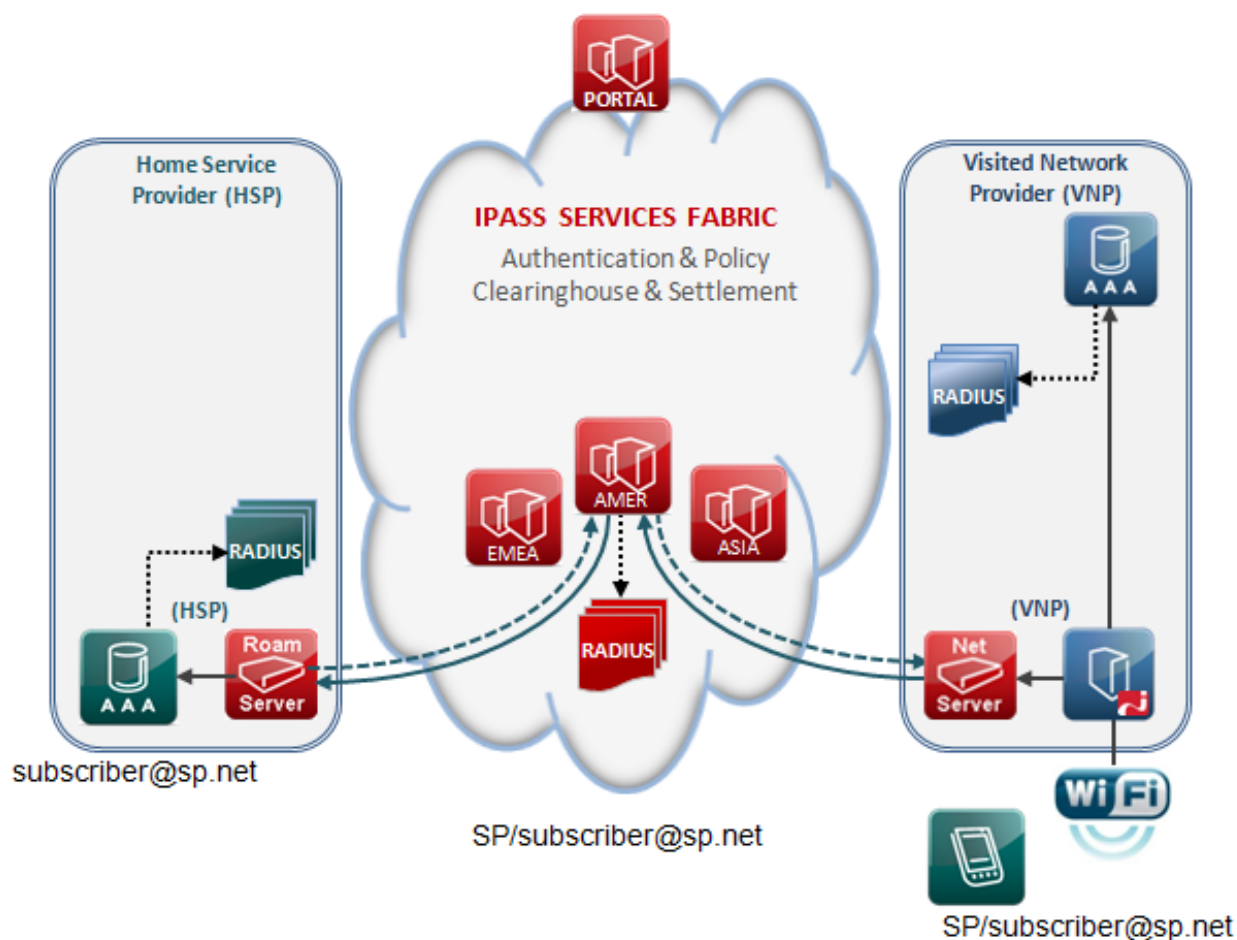 PORTAL
Home Service
Provider (HSP)
Visited Network
Provider (VNP)
IPASS SERVICES FABRIC
Authentication & Policy
Clearinghouse & Settlement
AAA
RADIUS
AMER
EMEA
ASIA
RADIUS
(HSP)
(VNP)
RADIUS
Roam
Server
AAA
Net
Server
subscriber@sp.net
Wi Fi
SP/subscriber@sp.net
SP/subscriber@sp.net